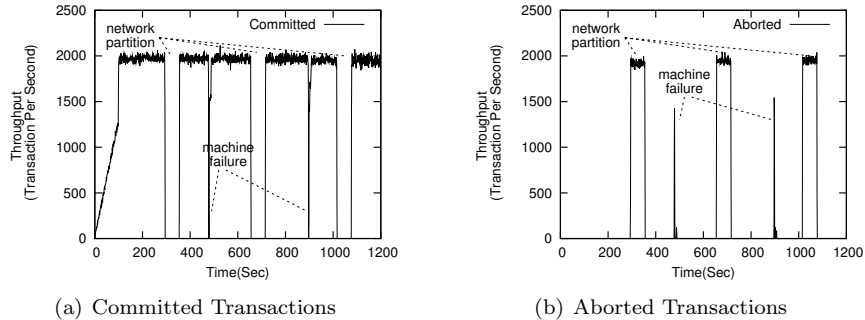 Throughput
(Transaction Per Second)
2500
2000
1500
1000
500
0
network
partition
Committed
machine
failure
0 200 400 600 800 1000 1200
Time(Sec)
(a) Committed Transactions
Throughput
(Transaction Per Second)
2500
2000
1500
1000
500
0
network
partition
Aborted
machine
failure
0 200 400 600 800 1000 1200
Time(Sec)
(b) Aborted Transactions